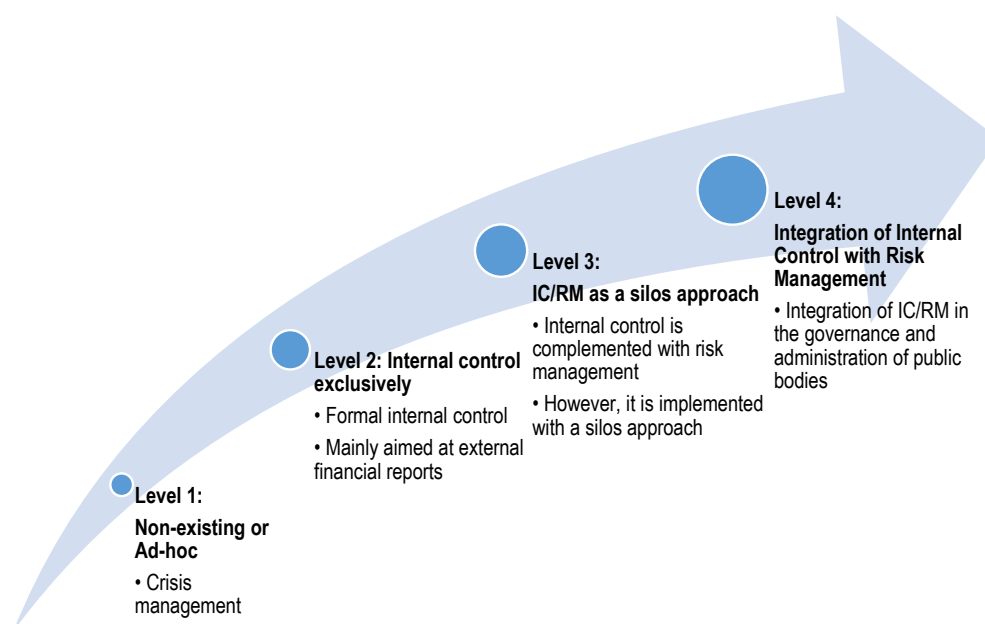 Level 1:
Non-existing or
Ad-hoc
• Crisis
management
Level 2: Internal control
exclusively
• Formal internal control
• Mainly aimed at external
financial reports
Level 3:
IC/RM as a silos approach
• Internal control is
complemented with risk
management
• However, it is implemented
with a silos approach
Level 4:
Integration of Internal
Control with Risk
Management
• Integration of IC/RM in
the governance and
administration of public
bodies